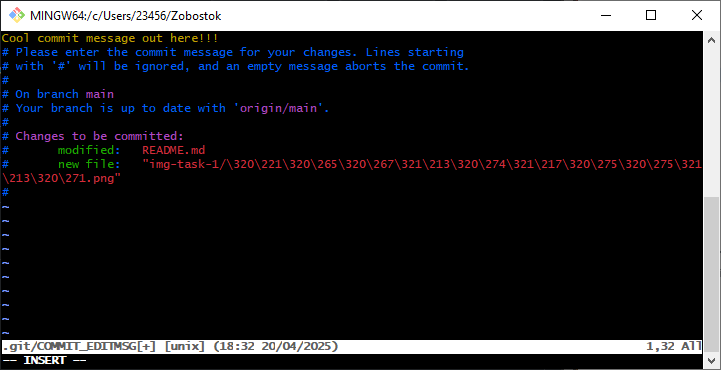 MINGW64:/c/Users/23456/Zobostok
Cool commit message out here!!!
# Please enter the commit message for your changes. Lines starting
# with '#' will be ignored, and an empty message aborts the commit.
#
# On branch main
# Your branch is up to date with 'origin/main'.
#
# Changes to be committed:
#       modified:   README.md
#       new file:   "img-task-1/\320\221\320\265\320\267\321\213\320\274\321\217\320\275\320\275\321
\213\320\271.png"
#
~
~
~
~
~
~
~
~
~
~
.git/COMMIT_EDITMSG[+] [unix] (18:32 20/04/2025) 1,32 All
-- INSERT --